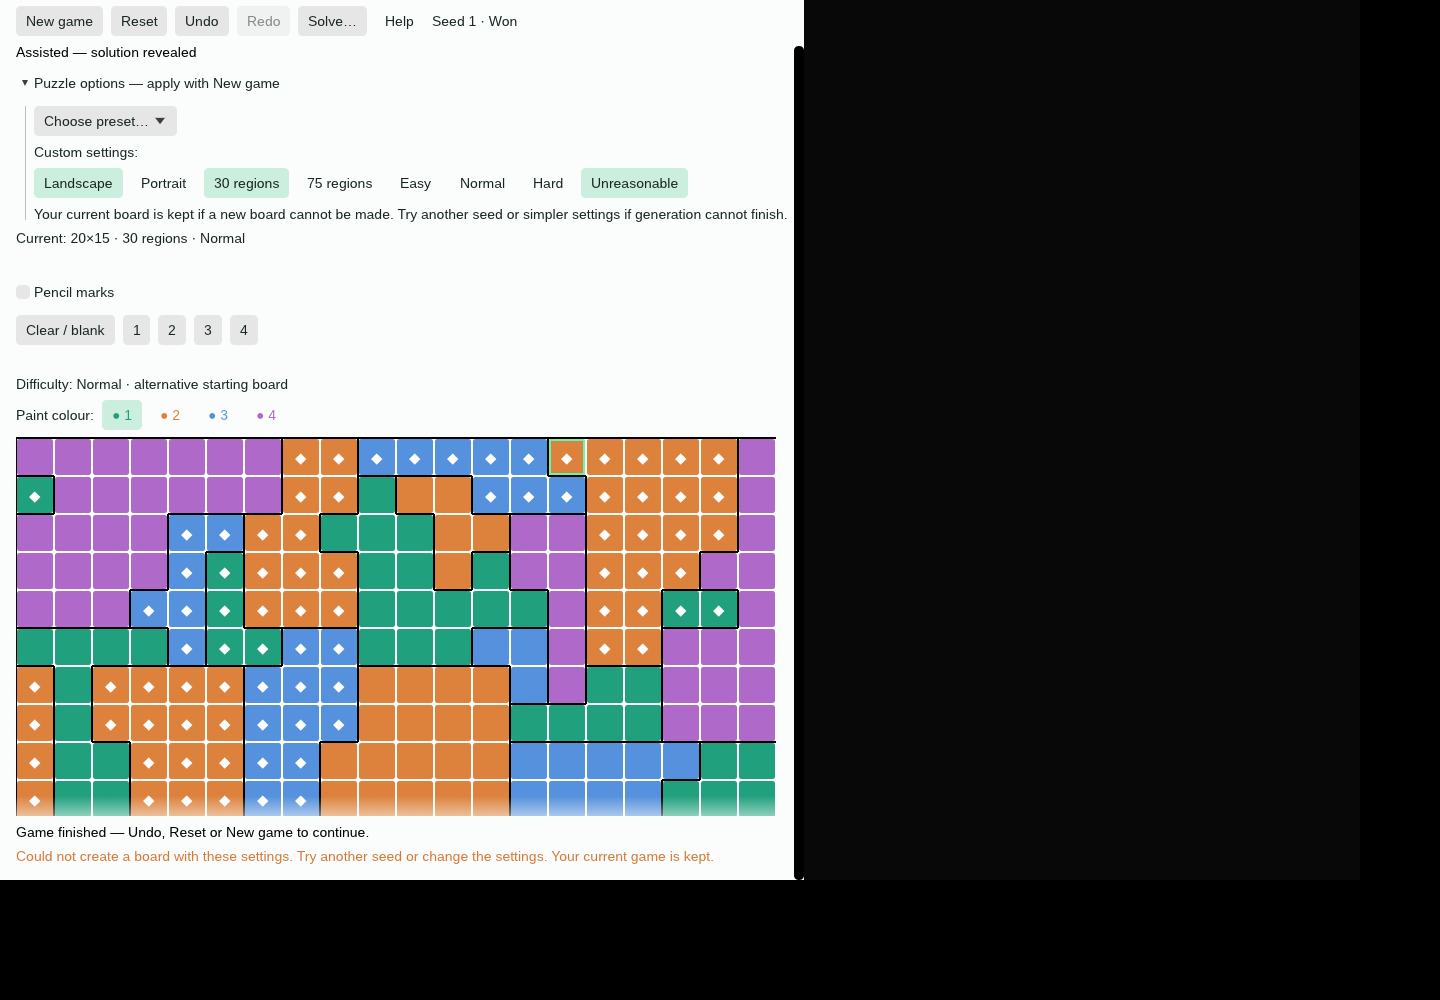 New game Reset Undo Redo Solve… Help Seed 1 · Won
Assisted — solution revealed
▾ Puzzle options — apply with New game
Choose preset…
Custom settings:
Landscape Portrait 30 regions 75 regions Easy Normal Hard Unreasonable
Your current board is kept if a new board cannot be made. Try another seed or simpler settings if generation cannot finish.
Current: 20×15 · 30 regions · Normal
Pencil marks
Clear / blank 1 2 3 4
Difficulty: Normal · alternative starting board
Paint colour: ● 1 ● 2 ● 3 ● 4
Game finished — Undo, Reset or New game to continue.
Could not create a board with these settings. Try another seed or change the settings. Your current game is kept.